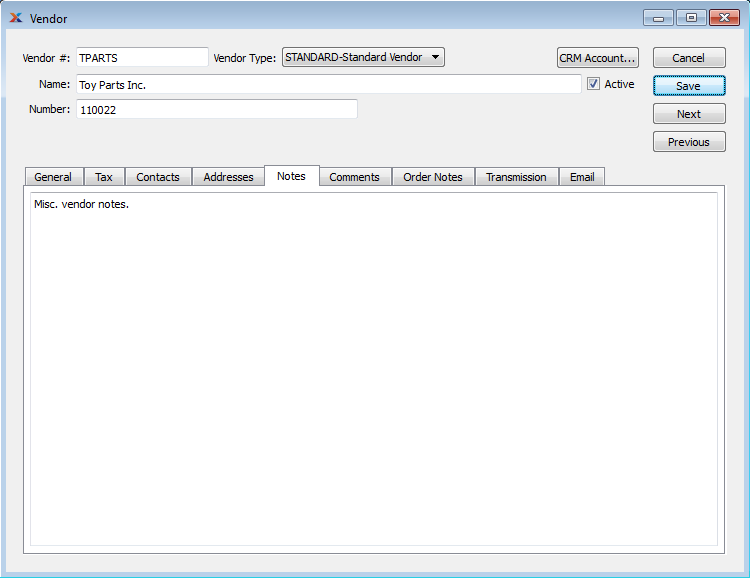 Vendor
Vendor #: TPARTS Vendor Type: STANDARD-Standard Vendor CRM Account... Cancel
Name: Toy Parts Inc. Active Save
Number: 110022 Next
Previous
General Tax Contacts Addresses Notes Comments Order Notes Transmission Email
Misc. vendor notes.